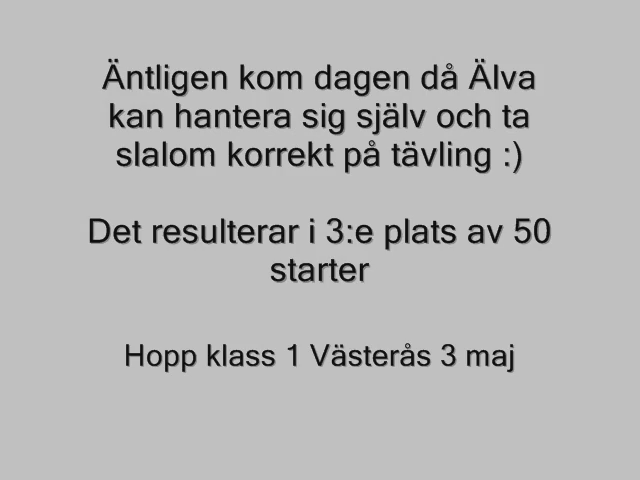 Äntligen kom dagen då Älva
kan hantera sig själv och ta
slalom korrekt på tävling :)
Det resulterar i 3:e plats av 50
starter
Hopp klass 1 Västerås 3 maj